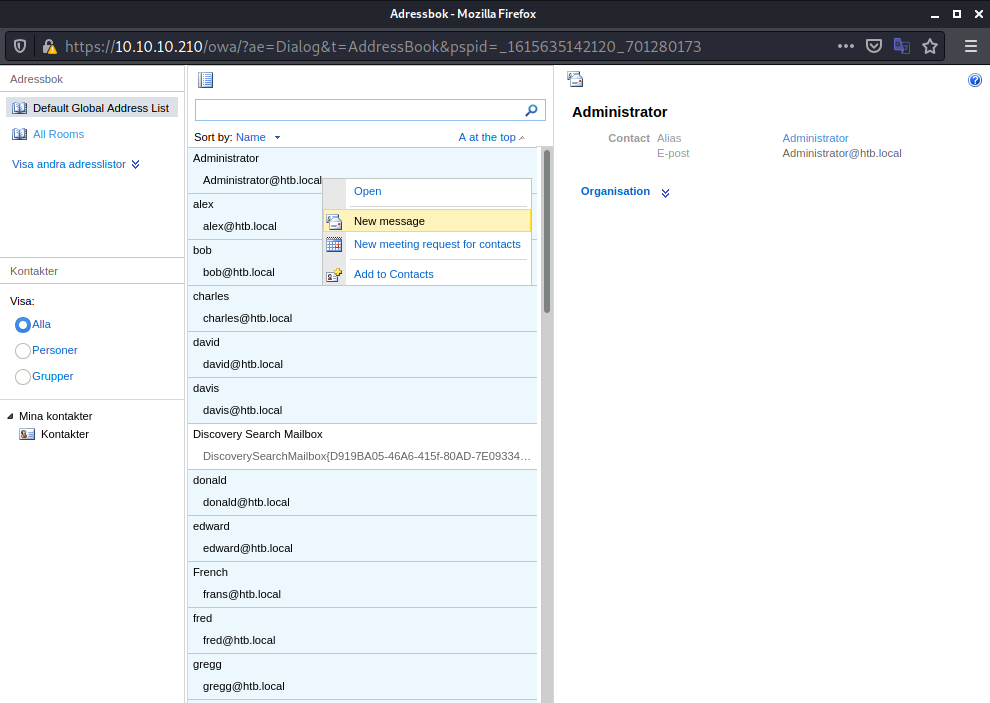 Adressbok - Mozilla Firefox
https://10.10.10.210/owa/?ae=Dialog&t=AddressBook&pspid=_1615635142120_701280173
Adressbok
Default Global Address List
All Rooms
Visa andra adresslistor
Kontakter
Visa:
Alla
Personer
Grupper
Mina kontakter
Kontakter
Sort by: Name
A at the top
Administrator
Administrator@htb.local
alex
alex@htb.local
bob
bob@htb.local
charles
charles@htb.local
david
david@htb.local
davis
davis@htb.local
Discovery Search Mailbox
DiscoverySearchMailbox{D919BA05-46A6-415f-80AD-7E09334…
donald
donald@htb.local
edward
edward@htb.local
French
frans@htb.local
fred
fred@htb.local
gregg
gregg@htb.local
Open
New message
New meeting request for contacts
Add to Contacts
Administrator
Contact Alias Administrator
E-post Administrator@htb.local
Organisation